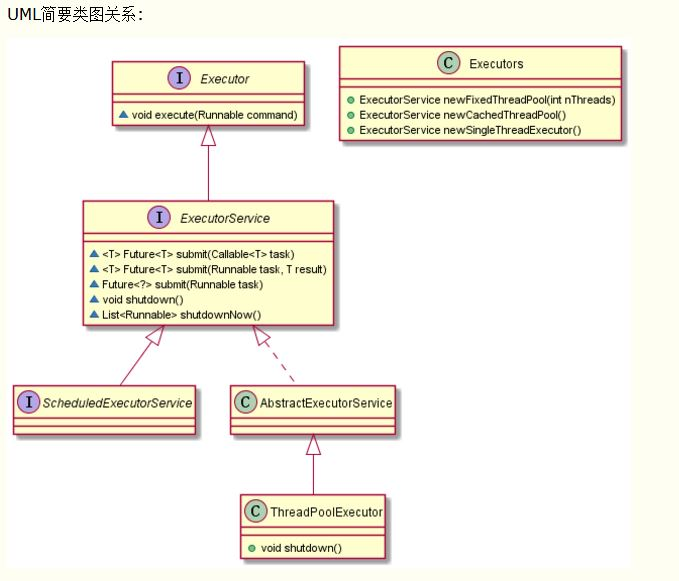 UML简要类图关系：
I Executor
void execute(Runnable command)
C Executors
ExecutorService newFixedThreadPool(int nThreads)
ExecutorService newCachedThreadPool()
ExecutorService newSingleThreadExecutor()
I ExecutorService
<T> Future<T> submit(Callable<T> task)
<T> Future<T> submit(Runnable task, T result)
Future<?> submit(Runnable task)
void shutdown()
List<Runnable> shutdownNow()
I ScheduledExecutorService
C AbstractExecutorService
C ThreadPoolExecutor
void shutdown()